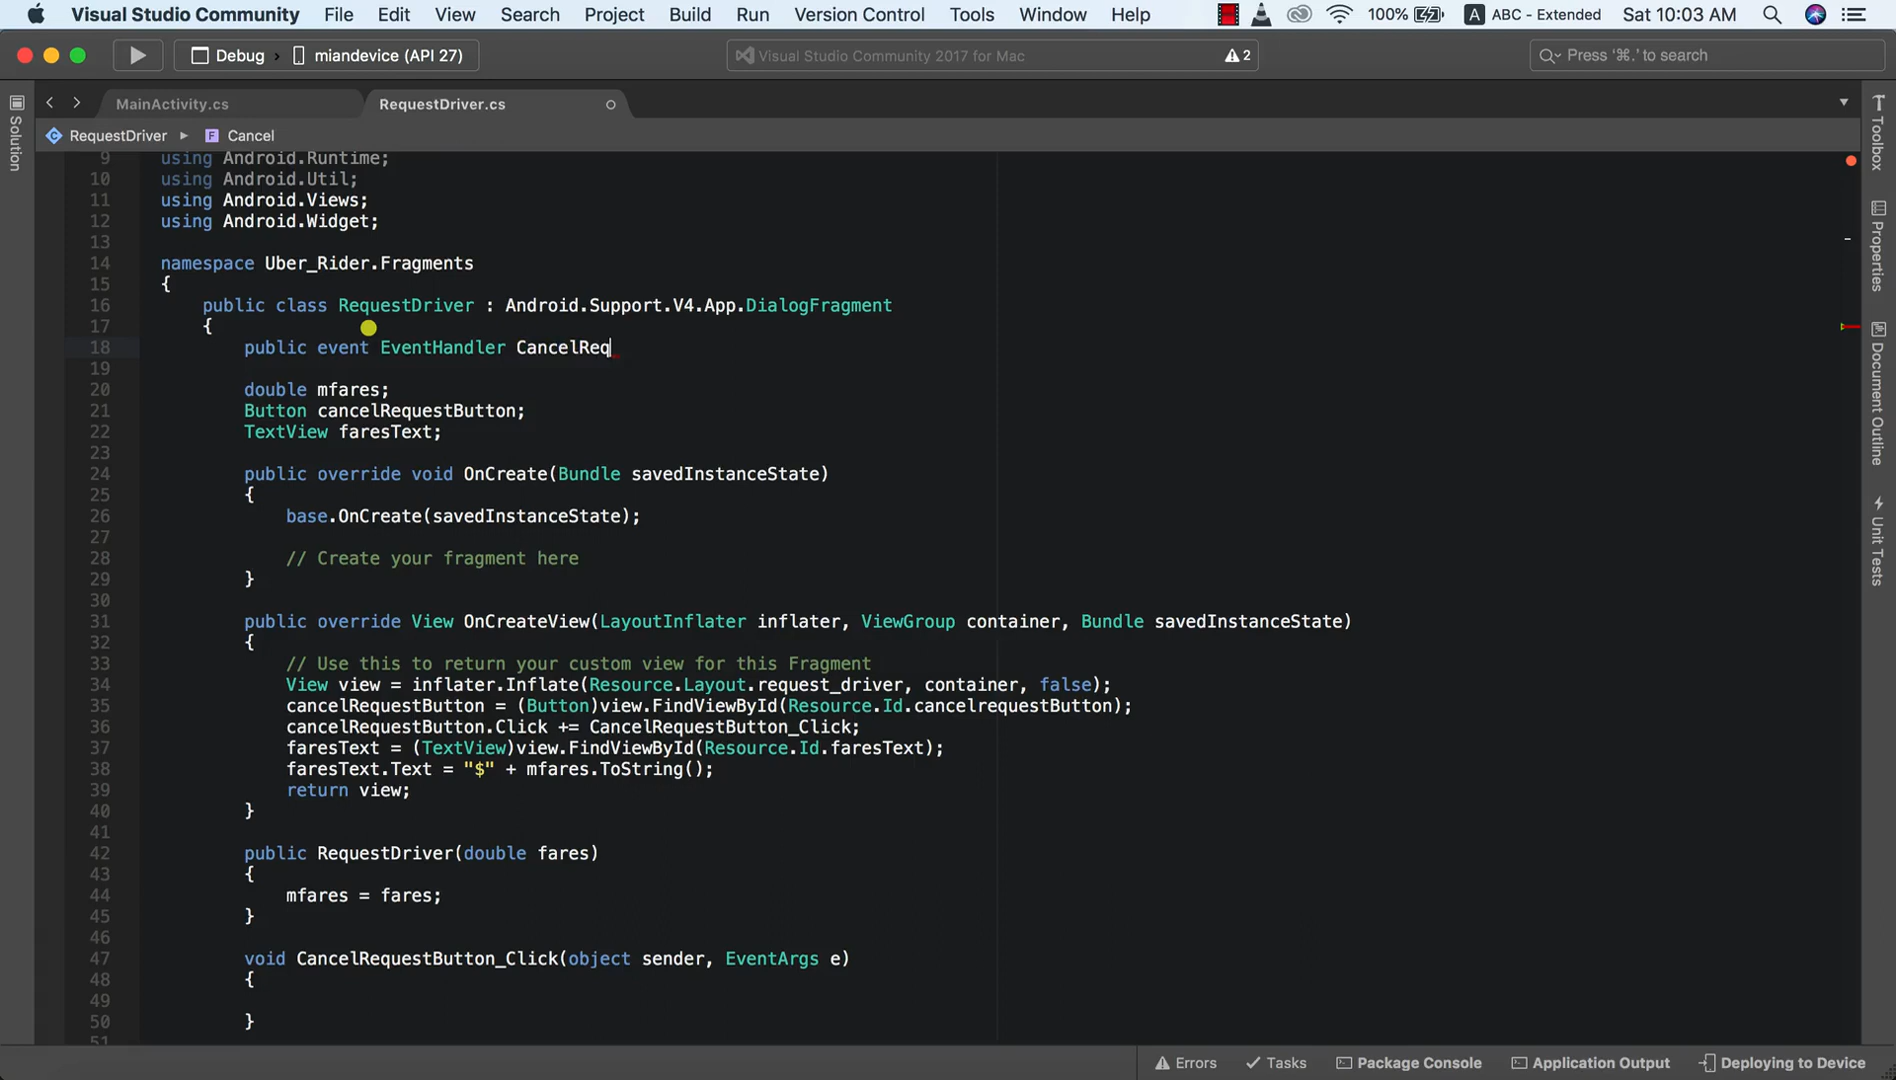 Visual Studio Community File Edit View Search Project Build Run Version Control Tools Window Help 100% A ABC - Extended Sat 10:03 AM
Debug › miandevice (API 27) Visual Studio Community 2017 for Mac 2 Press ‘⌘.’ to search
MainActivity.cs RequestDriver.cs
RequestDriver F Cancel
Solution
Toolbox
Properties
Document Outline
Unit Tests
9 using Android.Runtime;
10 using Android.Util;
11 using Android.Views;
12 using Android.Widget;
13
14 namespace Uber_Rider.Fragments
15 {
16 public class RequestDriver : Android.Support.V4.App.DialogFragment
17 {
18 public event EventHandler CancelReq
19
20 double mfares;
21 Button cancelRequestButton;
22 TextView faresText;
23
24 public override void OnCreate(Bundle savedInstanceState)
25 {
26 base.OnCreate(savedInstanceState);
27
28 // Create your fragment here
29 }
30
31 public override View OnCreateView(LayoutInflater inflater, ViewGroup container, Bundle savedInstanceState)
32 {
33 // Use this to return your custom view for this Fragment
34 View view = inflater.Inflate(Resource.Layout.request_driver, container, false);
35 cancelRequestButton = (Button)view.FindViewById(Resource.Id.cancelrequestButton);
36 cancelRequestButton.Click += CancelRequestButton_Click;
37 faresText = (TextView)view.FindViewById(Resource.Id.faresText);
38 faresText.Text = "$" + mfares.ToString();
39 return view;
40 }
41
42 public RequestDriver(double fares)
43 {
44 mfares = fares;
45 }
46
47 void CancelRequestButton_Click(object sender, EventArgs e)
48 {
49
50 }
51
Errors Tasks Package Console Application Output Deploying to Device